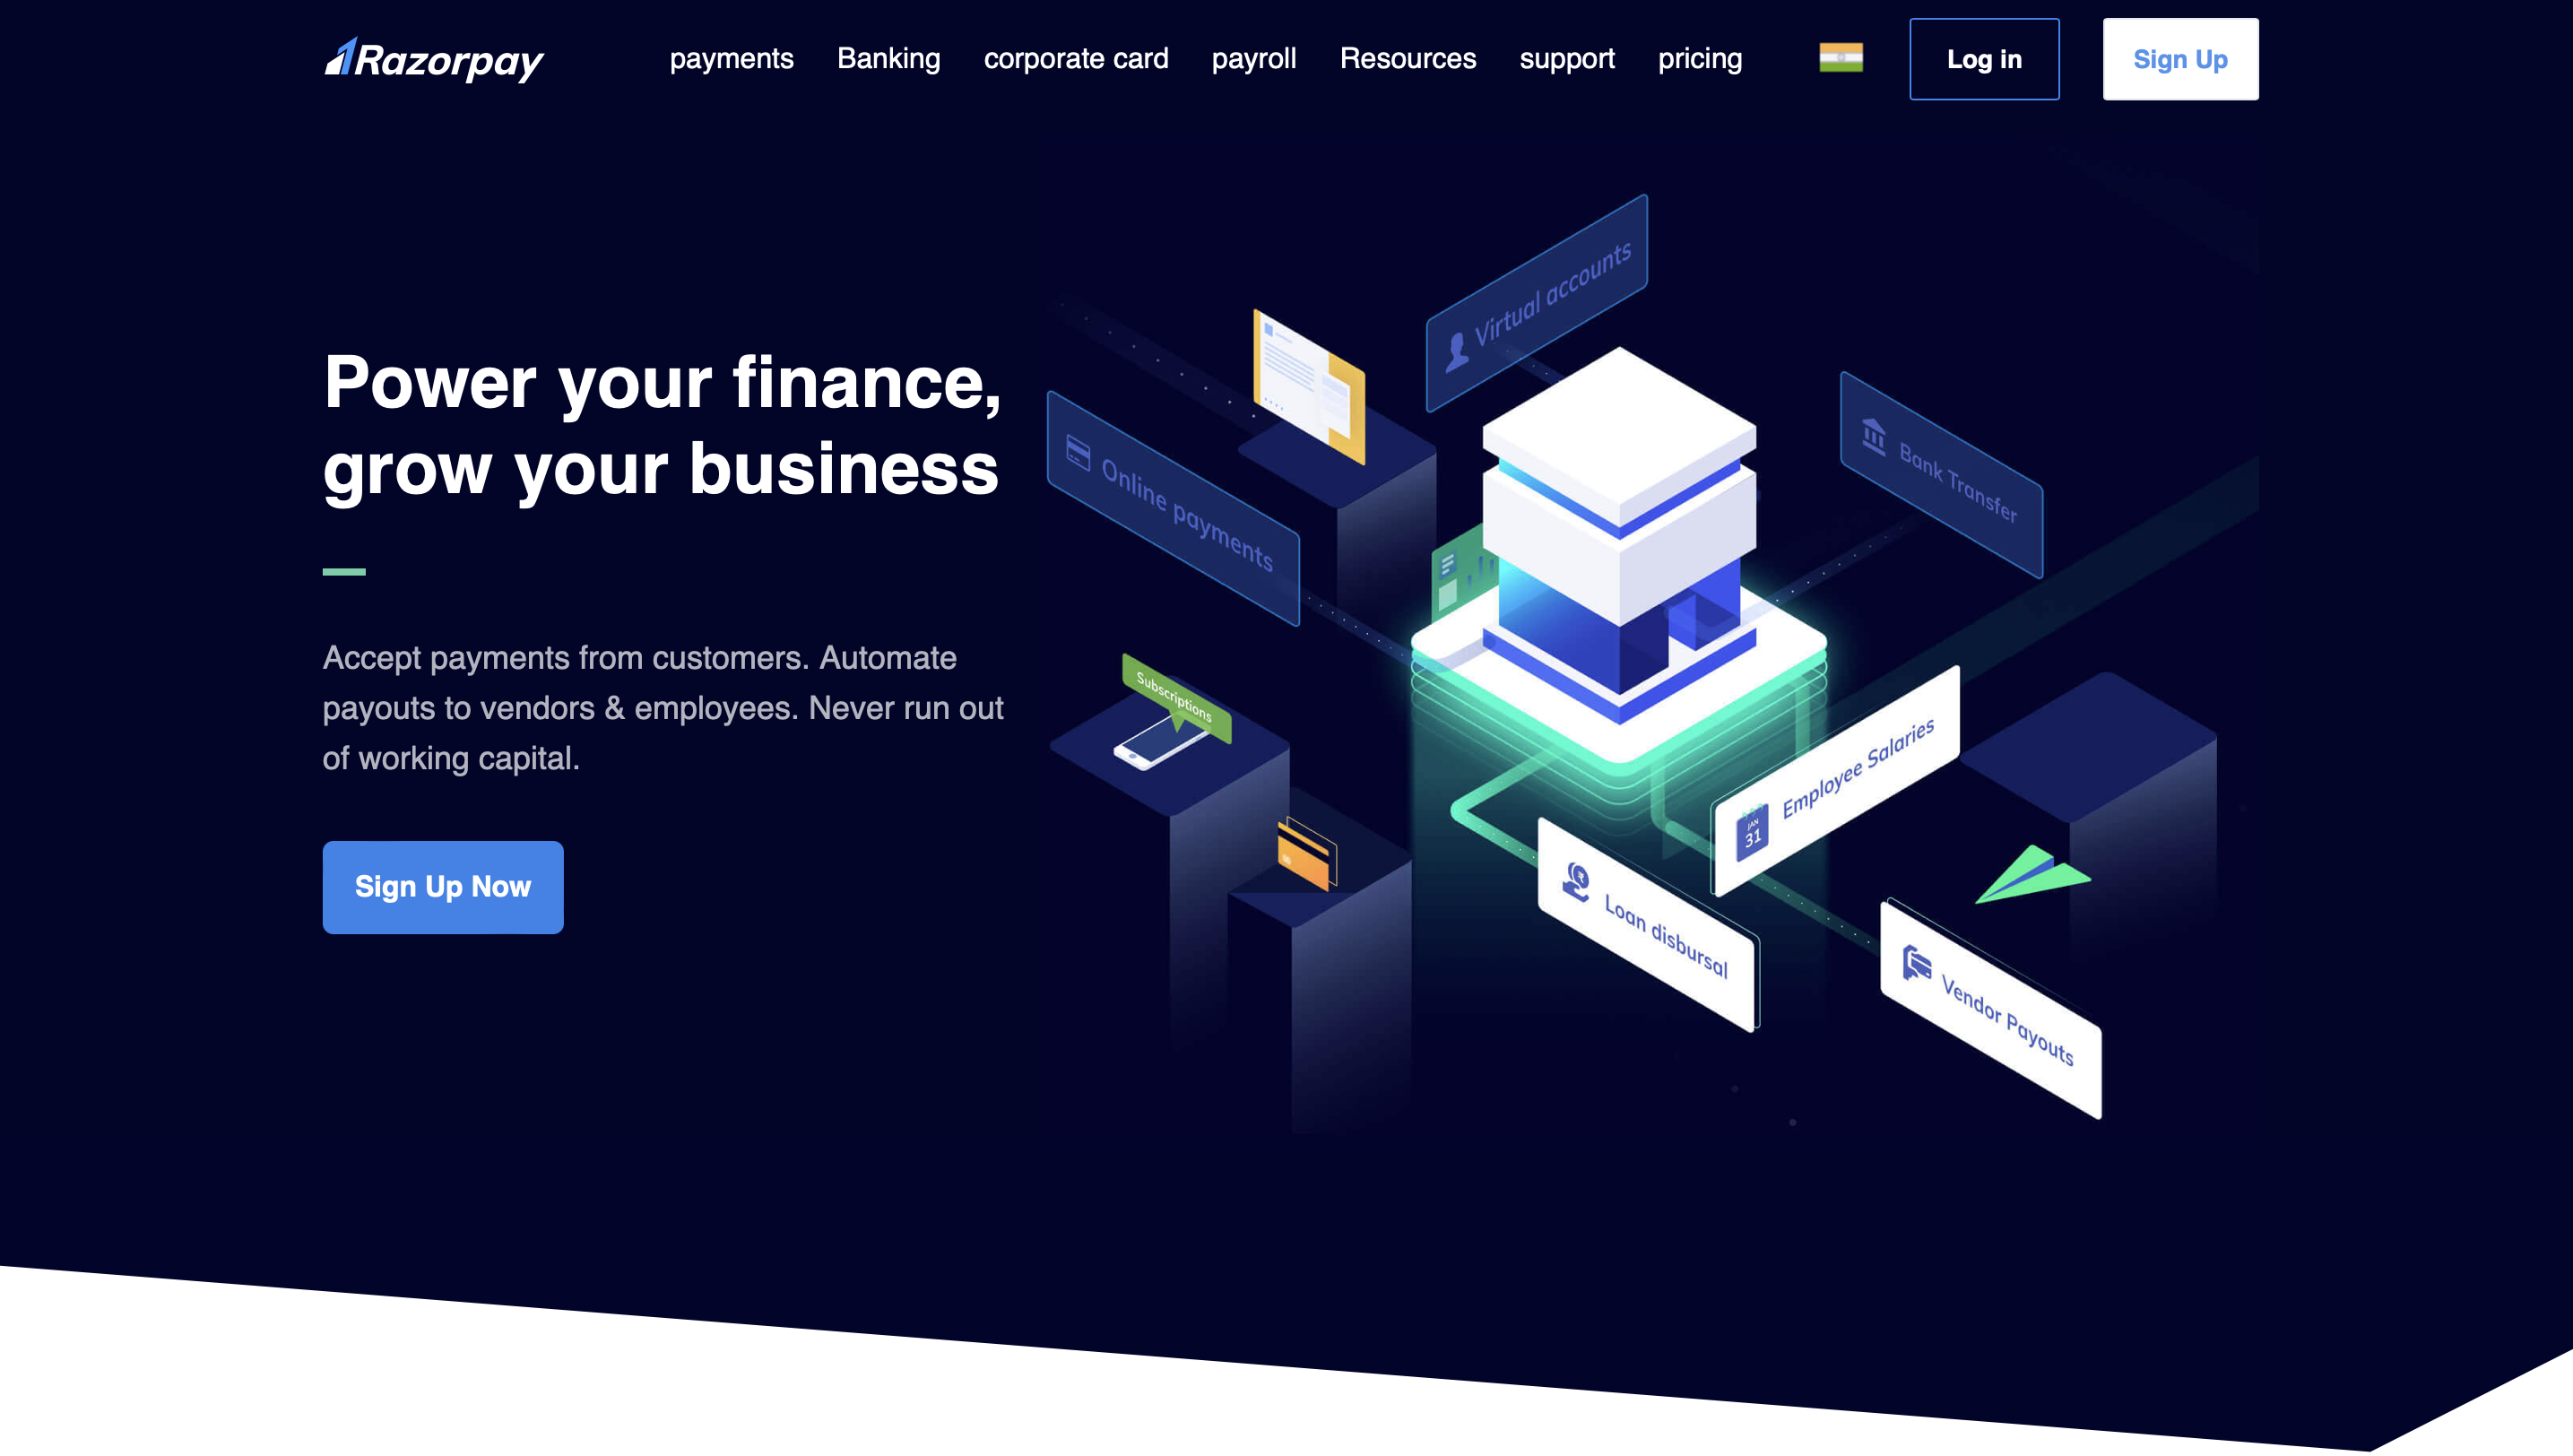 Razorpay
payments
Banking
corporate card
payroll
Resources
support
pricing
Log in
Sign Up
Power your finance,
grow your business
Accept payments from customers. Automate
payouts to vendors & employees. Never run out
of working capital.
Sign Up Now
Virtual accounts
Online payments
Bank Transfer
Subscriptions
Employee Salaries
JAN
31
Loan disbursal
Vendor Payouts